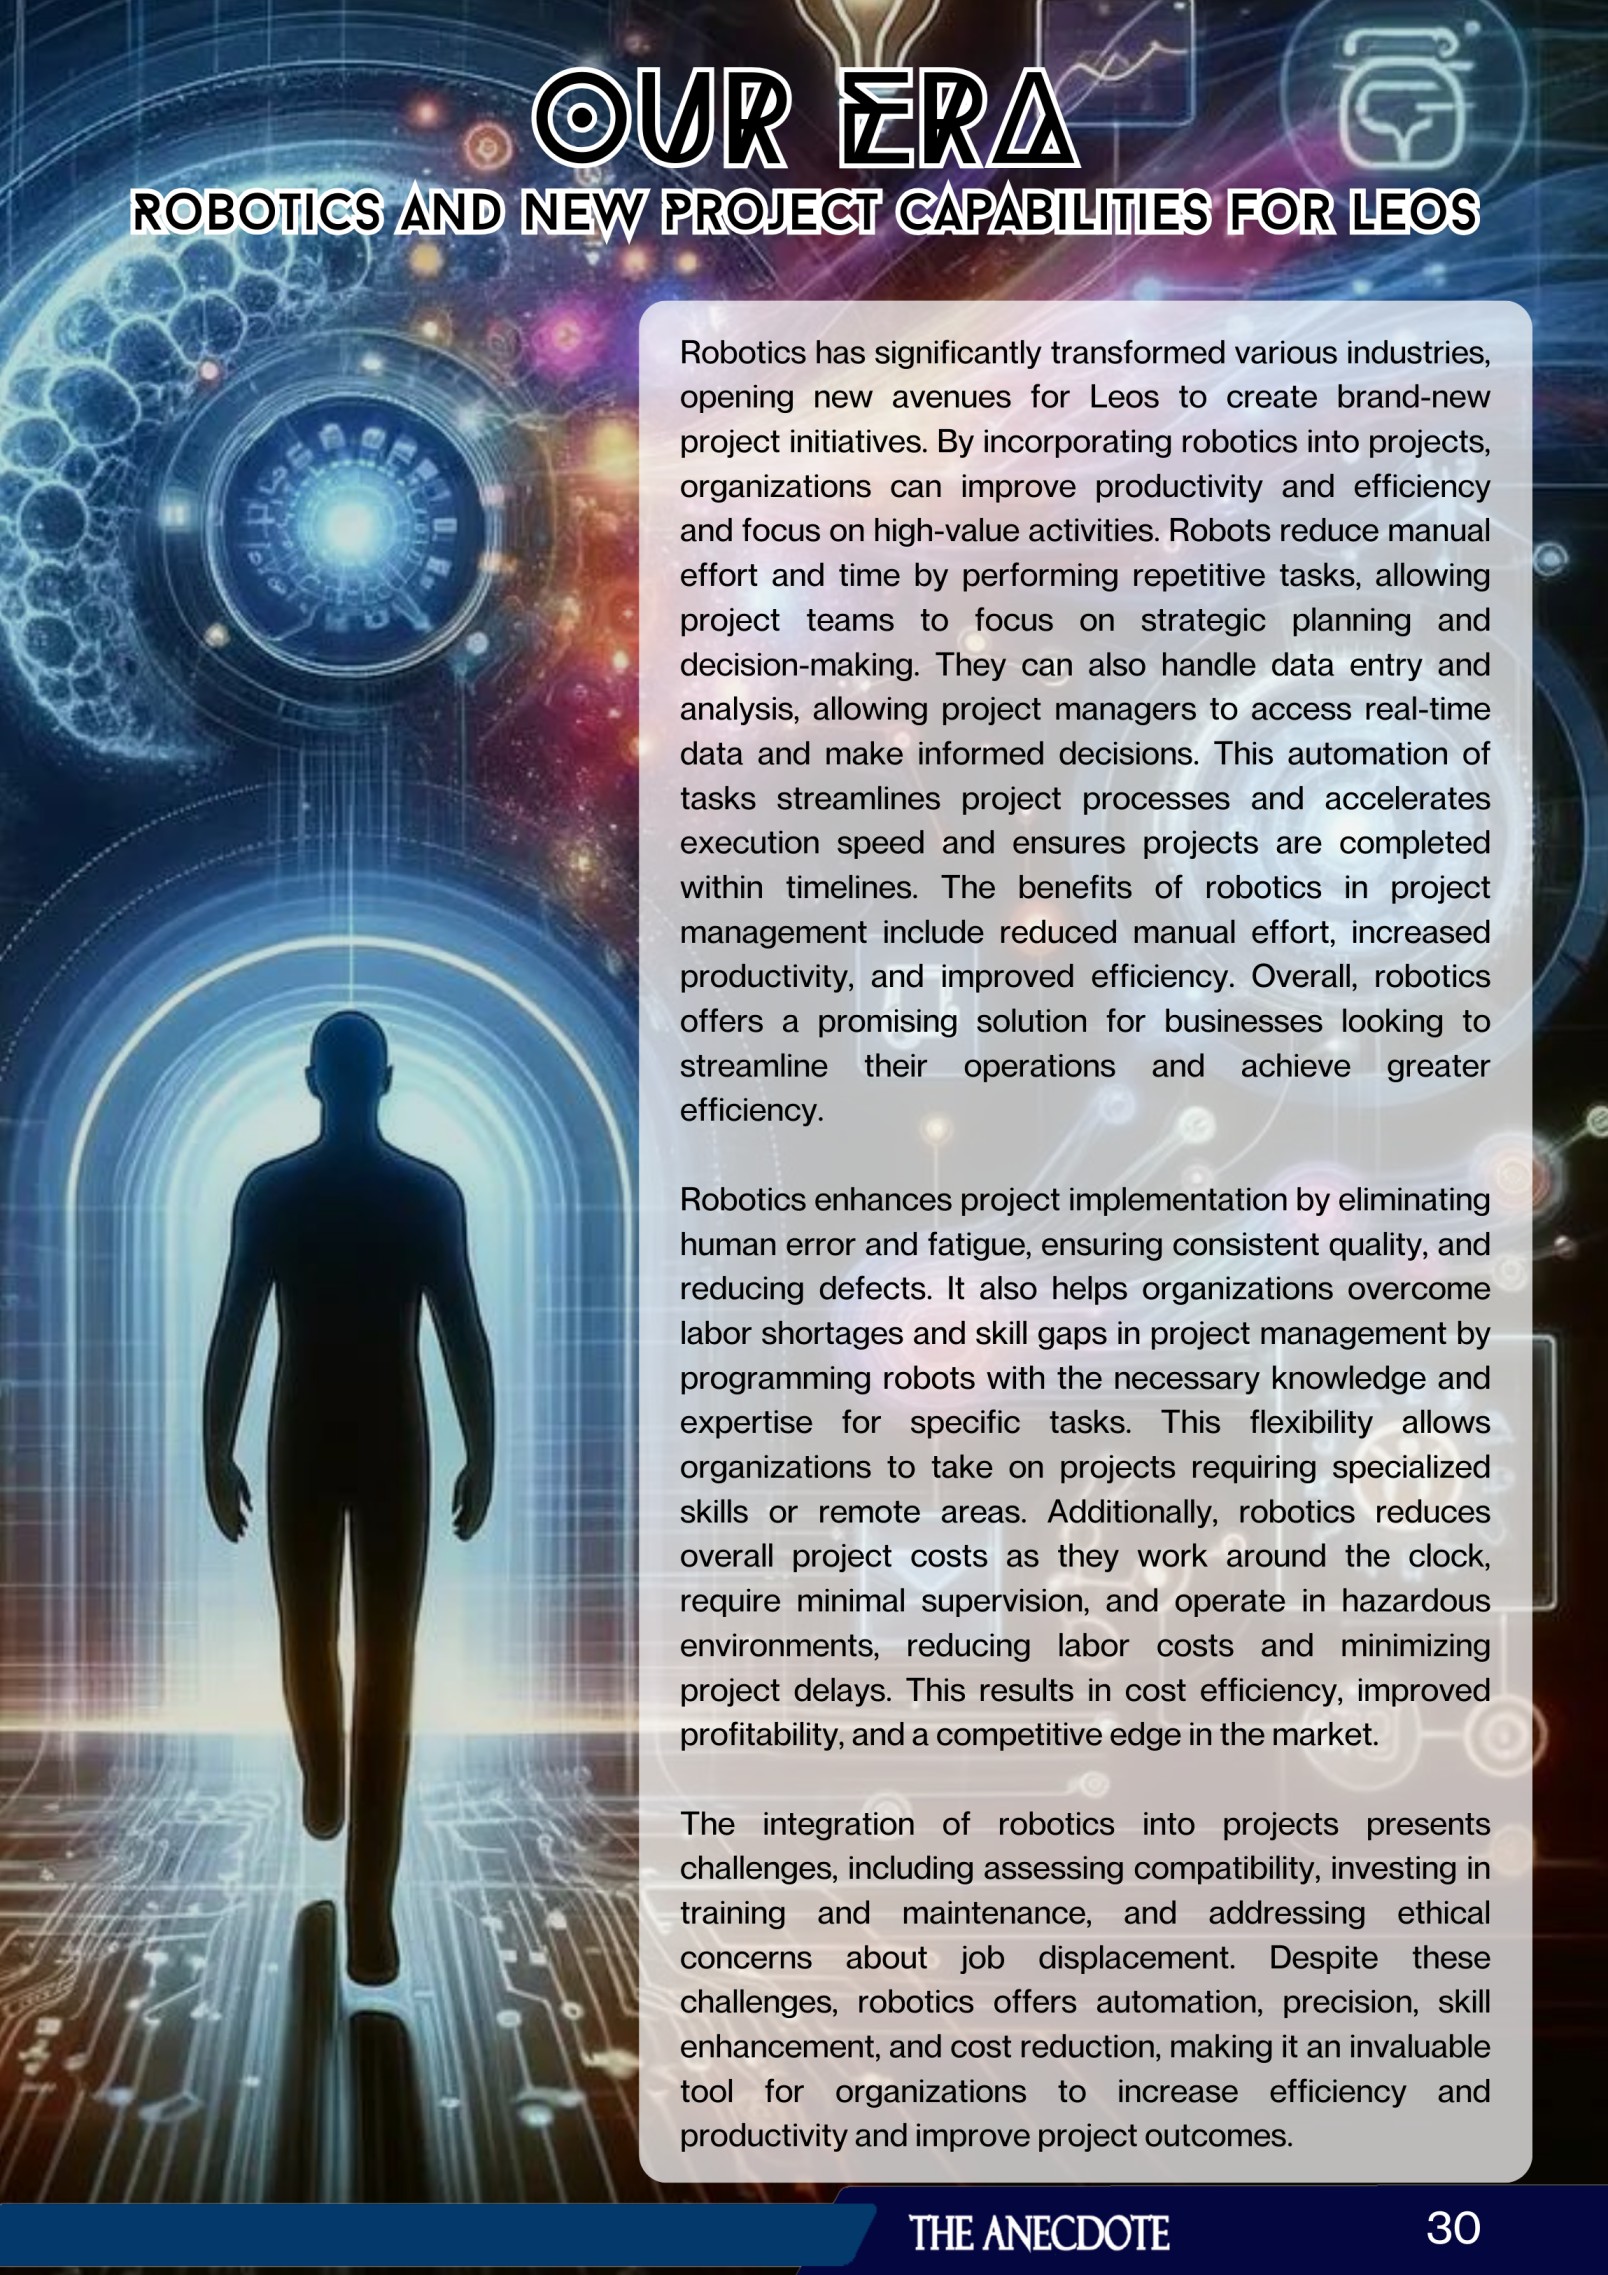 OUR ERA
ROBOTICS AND NEW PROJECT CAPABILITIES FOR LEOS
Robotics has significantly transformed various industries,
opening new avenues for Leos to create brand-new
project initiatives. By incorporating robotics into projects,
organizations can improve productivity and efficiency
and focus on high-value activities. Robots reduce manual
effort and time by performing repetitive tasks, allowing
project teams to focus on strategic planning and
decision-making. They can also handle data entry and
analysis, allowing project managers to access real-time
data and make informed decisions. This automation of
tasks streamlines project processes and accelerates
execution speed and ensures projects are completed
within timelines. The benefits of robotics in project
management include reduced manual effort, increased
productivity, and improved efficiency. Overall, robotics
offers a promising solution for businesses looking to
streamline their operations and achieve greater
efficiency.
Robotics enhances project implementation by eliminating
human error and fatigue, ensuring consistent quality, and
reducing defects. It also helps organizations overcome
labor shortages and skill gaps in project management by
programming robots with the necessary knowledge and
expertise for specific tasks. This flexibility allows
organizations to take on projects requiring specialized
skills or remote areas. Additionally, robotics reduces
overall project costs as they work around the clock,
require minimal supervision, and operate in hazardous
environments, reducing labor costs and minimizing
project delays. This results in cost efficiency, improved
profitability, and a competitive edge in the market.
The integration of robotics into projects presents
challenges, including assessing compatibility, investing in
training and maintenance, and addressing ethical
concerns about job displacement. Despite these
challenges, robotics offers automation, precision, skill
enhancement, and cost reduction, making it an invaluable
tool for organizations to increase efficiency and
productivity and improve project outcomes.
THE ANECDOTE
30